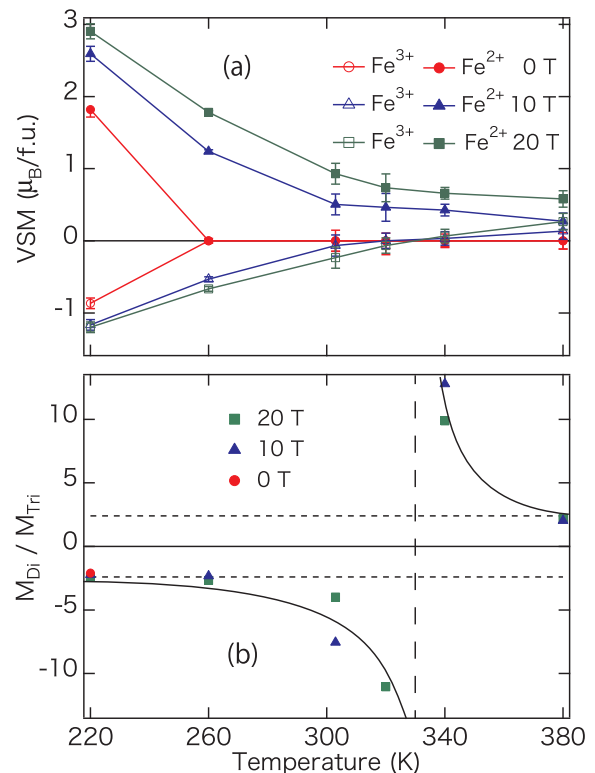 3
2
1
0
-1
VSM (μB/f.u.)
(a)
Fe3+ Fe2+ 0 T
Fe3+ Fe2+ 10 T
Fe3+ Fe2+ 20 T
10
5
0
-5
-10
MDi / MTri
20 T
10 T
0 T
(b)
220 260 300 340 380
Temperature (K)